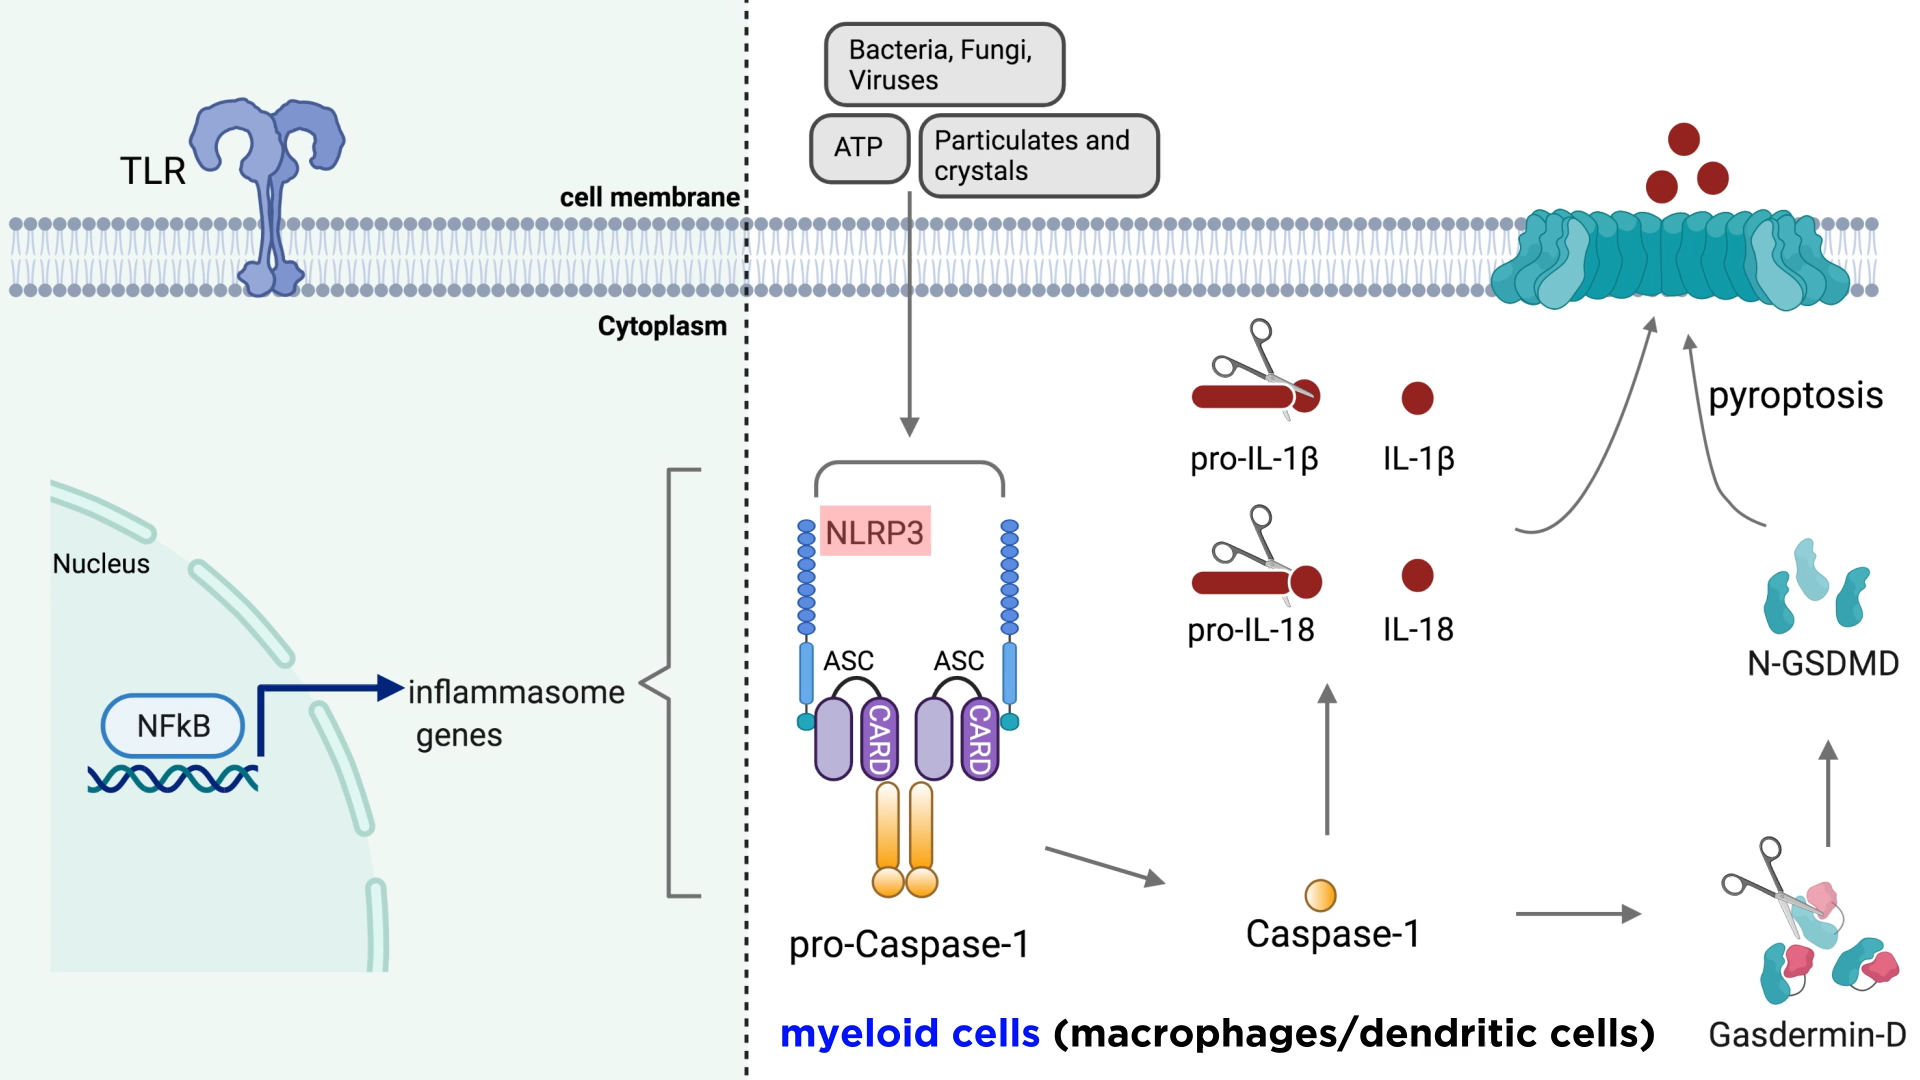 TLR
cell membrane
Cytoplasm
Nucleus
NFkB
inflammasome
genes
Bacteria, Fungi,
Viruses
ATP
Particulates and
crystals
NLRP3
ASC
ASC
CARD
CARD
pro-Caspase-1
pro-IL-1β
IL-1β
pro-IL-18
IL-18
Caspase-1
pyroptosis
N-GSDMD
Gasdermin-D
myeloid cells (macrophages/dendritic cells)